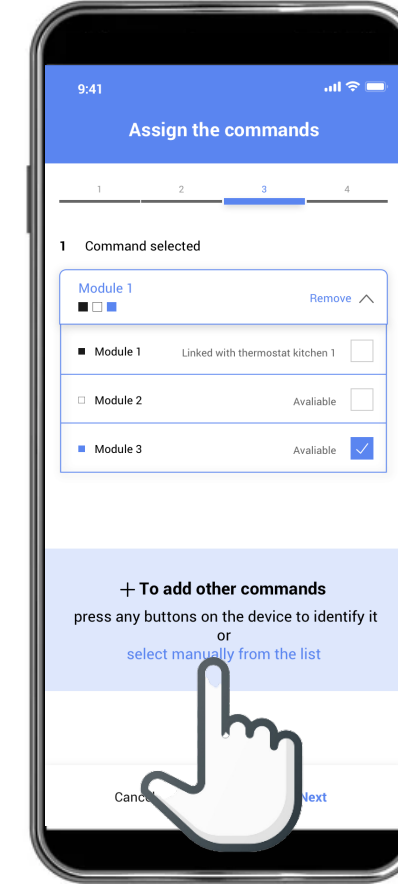 9:41
Assign the commands
1 2 3 4
1 Command selected
Module 1
Remove
Module 1 Linked with thermostat kitchen 1
Module 2 Avaliable
Module 3 Avaliable
+ To add other commands
press any buttons on the device to identify it
or
select manually from the list
Cancel Next